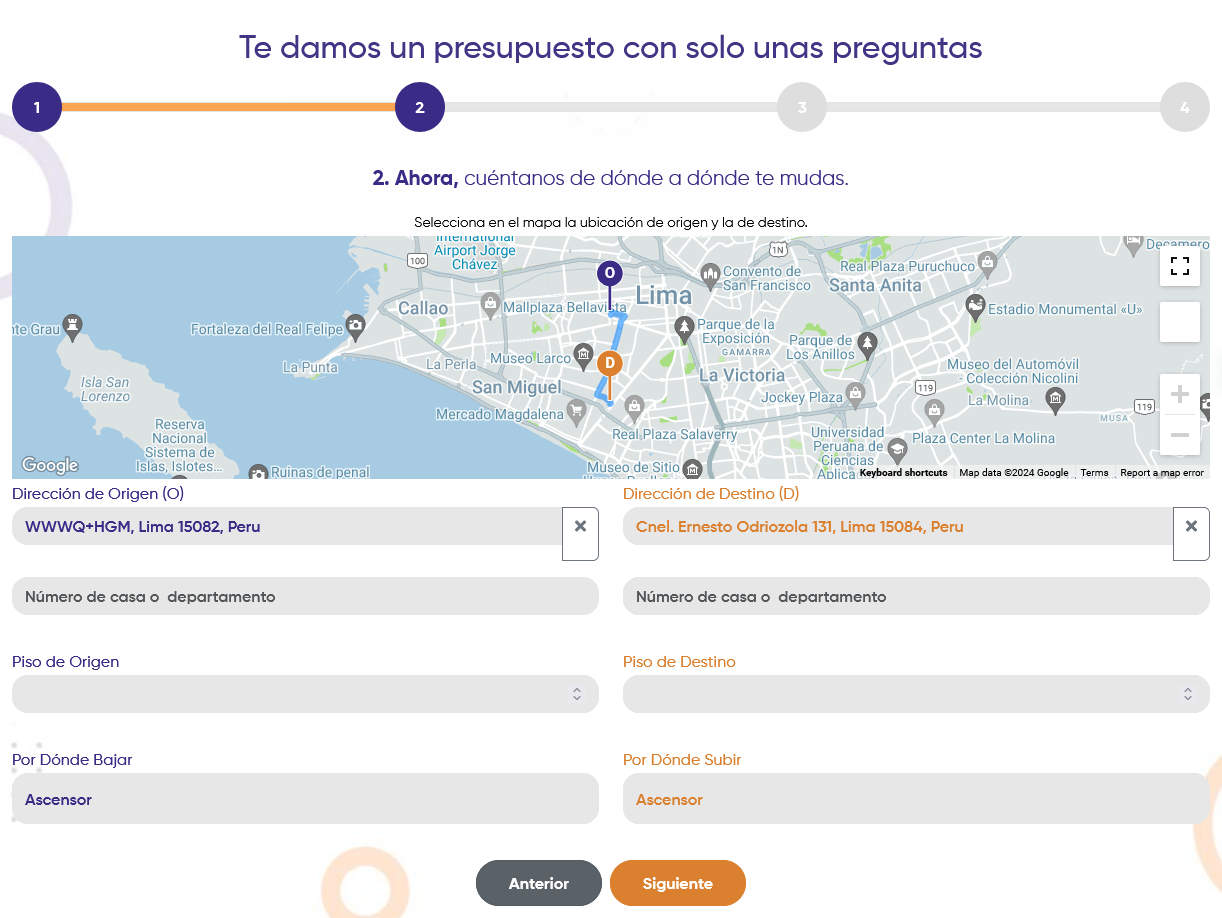 Te damos un presupuesto con solo unas preguntas
1 2 3 4
2. Ahora, cuéntanos de dónde a dónde te mudas.
Selecciona en el mapa la ubicación de origen y la de destino.
International
Airport Jorge
Chávez
100
1N
Decamero
Convento de
San Francisco
Real Plaza Puruchuco
Santa Anita
O
Lima
Callao
Mallplaza Bellavista
Estadio Monumental «U»
nte Grau
Fortaleza del Real Felipe
Parque de la
Exposición
GAMARRA
Parque de
Los Anillos
La Punta
La Perla
Museo Larco
D
Museo del Automóvil
- Colección Nicolini
Isla San
Lorenzo
San Miguel
La Victoria
119
Jockey Plaza
La Molina
119
MUSA
Mercado Magdalena
Reserva
Nacional
Sistema de
Islas, Islotes...
Real Plaza Salaverry
Universidad
Peruana de
Ciencias
Aplica
Plaza Center La Molina
Google
Ruinas de penal
Museo de Sitio
Keyboard shortcuts Map data ©2024 Google Terms Report a map error
Dirección de Origen (O)
WWWQ+HGM, Lima 15082, Peru
Número de casa o  departamento
Piso de Origen
Por Dónde Bajar
Ascensor
Dirección de Destino (D)
Cnel. Ernesto Odriozola 131, Lima 15084, Peru
Número de casa o  departamento
Piso de Destino
Por Dónde Subir
Ascensor
Anterior Siguiente